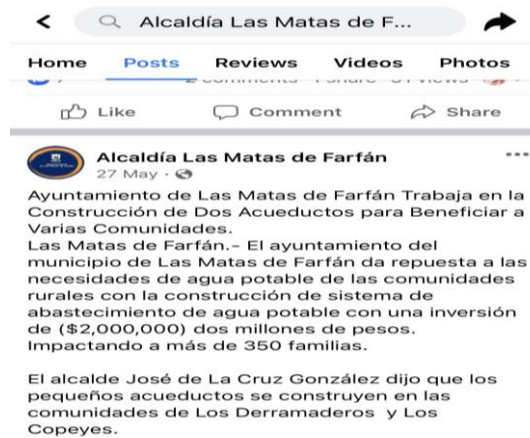 Alcaldía Las Matas de F...
Home Posts Reviews Videos Photos
Like Comment Share
Alcaldía Las Matas de Farfán
27 May ·
Ayuntamiento de Las Matas de Farfán Trabaja en la
Construcción de Dos Acueductos para Beneficiar a
Varias Comunidades.
Las Matas de Farfán.- El ayuntamiento del
municipio de Las Matas de Farfán da repuesta a las
necesidades de agua potable de las comunidades
rurales con la construcción de sistema de
abastecimiento de agua potable con una inversión
de ($2,000,000) dos millones de pesos.
Impactando a más de 350 familias.
El alcalde José de La Cruz González dijo que los
pequeños acueductos se construyen en las
comunidades de Los Derramaderos y Los
Copeyes.